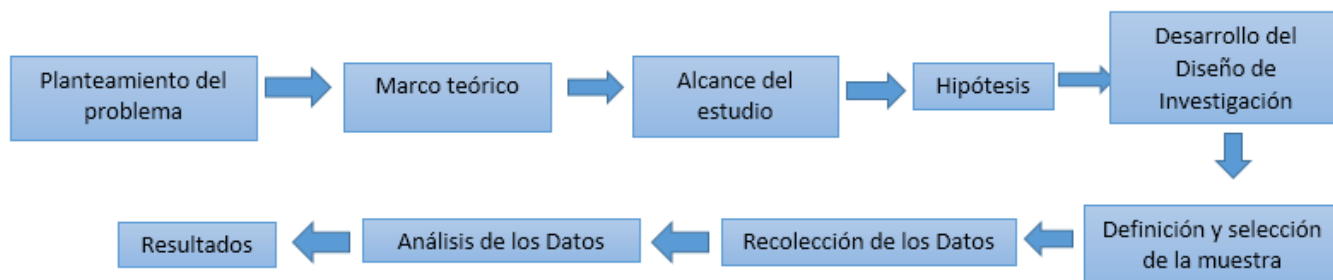 Planteamiento del
problema
Marco teórico
Alcance del
estudio
Hipótesis
Desarrollo del
Diseño de
Investigación
Definición y selección
de la muestra
Recolección de los Datos
Análisis de los Datos
Resultados